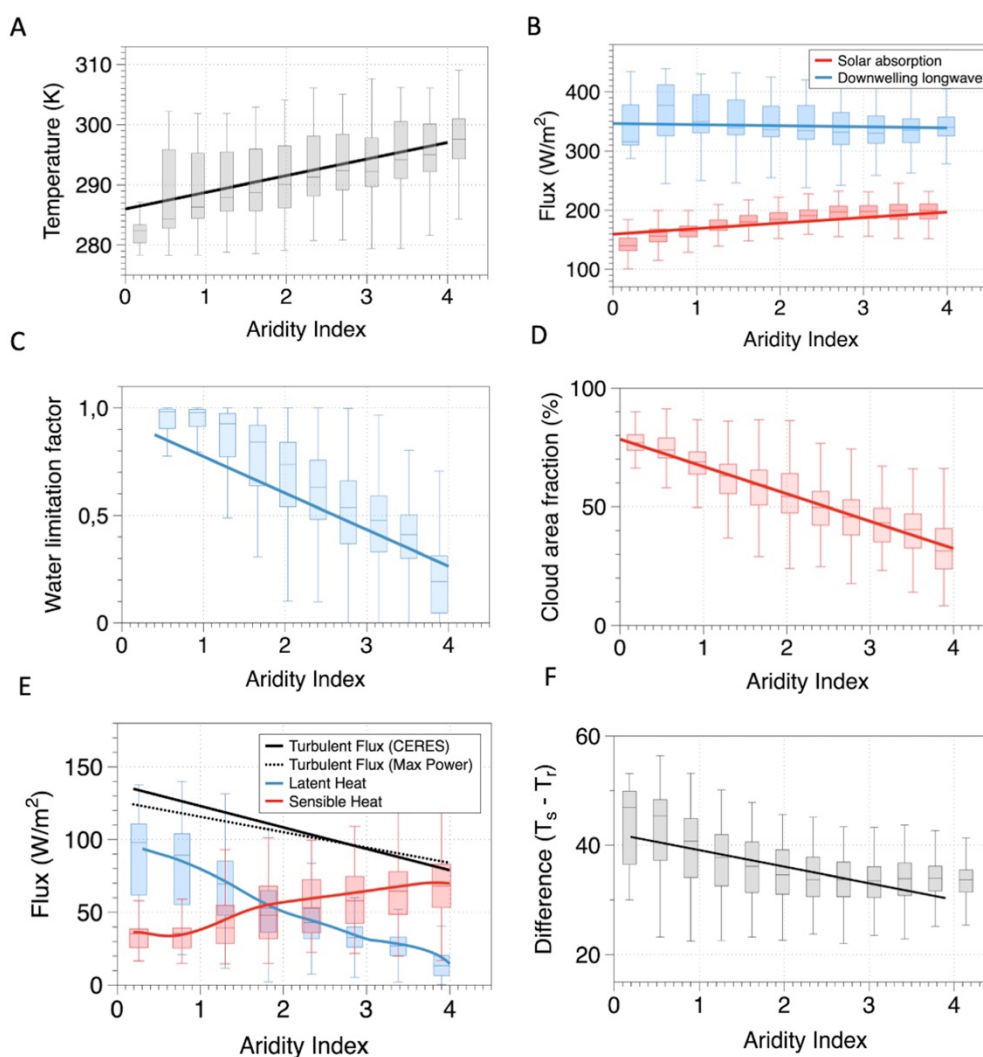 A
Temperature (K)
310
300
290
280
0 1 2 3 4
Aridity Index
B
Flux (W/m²)
Solar absorption
Downwelling longwave
400
300
200
100
0 1 2 3 4
Aridity Index
C
Water limitation factor
1,0
0,5
0
0 1 2 3 4
Aridity Index
D
Cloud area fraction (%)
100
50
0
0 1 2 3 4
Aridity Index
E
Flux (W/m²)
Turbulent Flux (CERES)
Turbulent Flux (Max Power)
Latent Heat
Sensible Heat
150
100
50
0
0 1 2 3 4
Aridity Index
F
Difference (Tₛ - Tᵣ)
60
40
20
0 1 2 3 4
Aridity Index